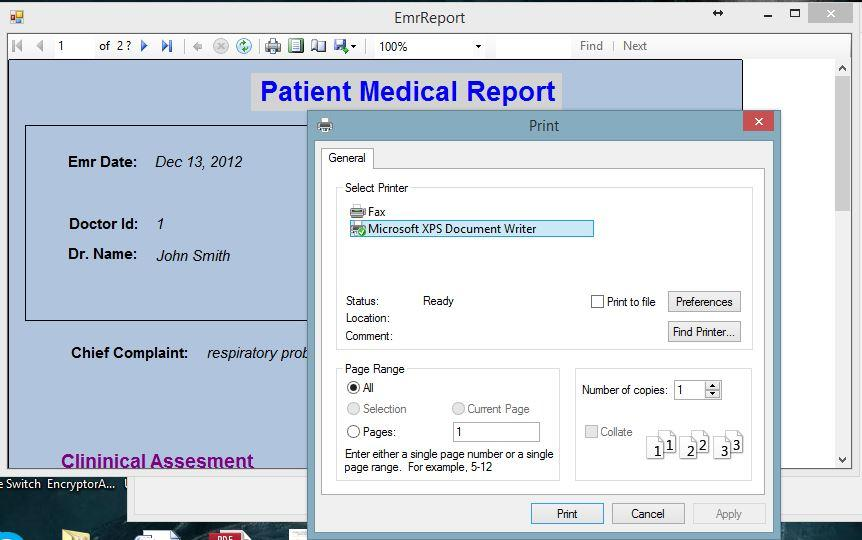 EmrReport
1 of 2? 100% Find Next
Patient Medical Report
Emr Date: Dec 13, 2012
Doctor Id: 1
Dr. Name: John Smith
Chief Complaint: respiratory prob
Clininical Assesment
Print
General
Select Printer
Fax
Microsoft XPS Document Writer
Status: Ready
Print to file
Preferences
Location:
Comment:
Find Printer...
Page Range
All
Selection
Current Page
Pages: 1
Enter either a single page number or a single
page range. For example, 5-12
Number of copies: 1
Collate
1 1 2 2 3 3
Print Cancel Apply
e Switch EncryptorA...
PDF